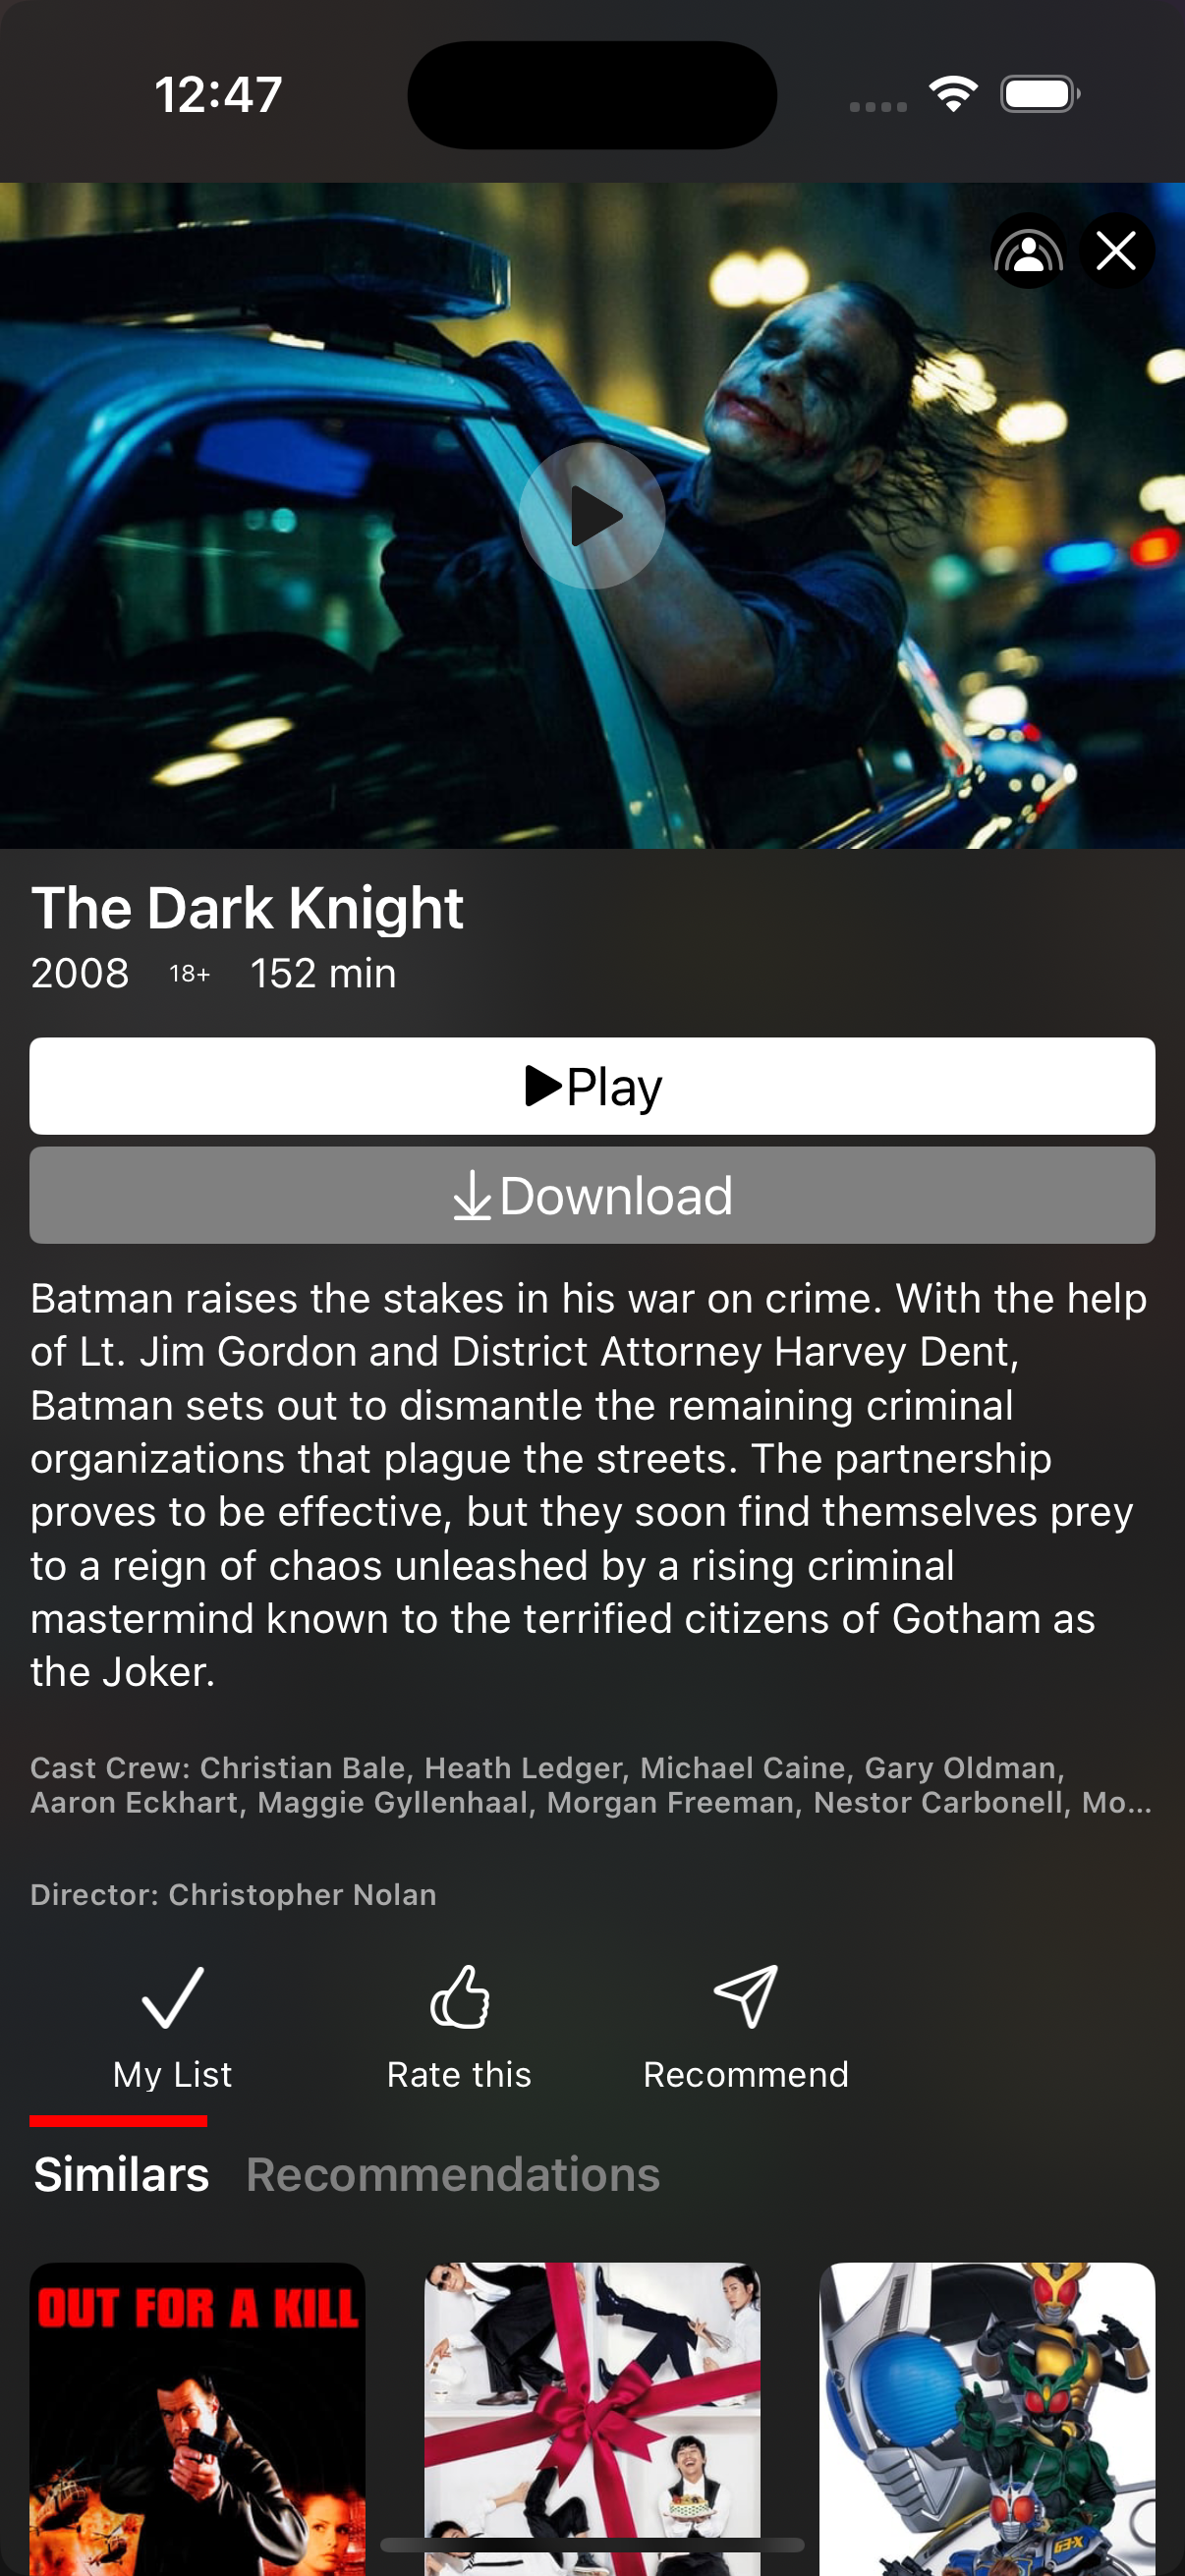 12:47
The Dark Knight
2008 18+ 152 min
Play
Download
Batman raises the stakes in his war on crime. With the help
of Lt. Jim Gordon and District Attorney Harvey Dent,
Batman sets out to dismantle the remaining criminal
organizations that plague the streets. The partnership
proves to be effective, but they soon find themselves prey
to a reign of chaos unleashed by a rising criminal
mastermind known to the terrified citizens of Gotham as
the Joker.
Cast Crew: Christian Bale, Heath Ledger, Michael Caine, Gary Oldman,
Aaron Eckhart, Maggie Gyllenhaal, Morgan Freeman, Nestor Carbonell, Mo...
Director: Christopher Nolan
My List Rate this Recommend
Similars Recommendations
OUT FOR A KILL
G3-X